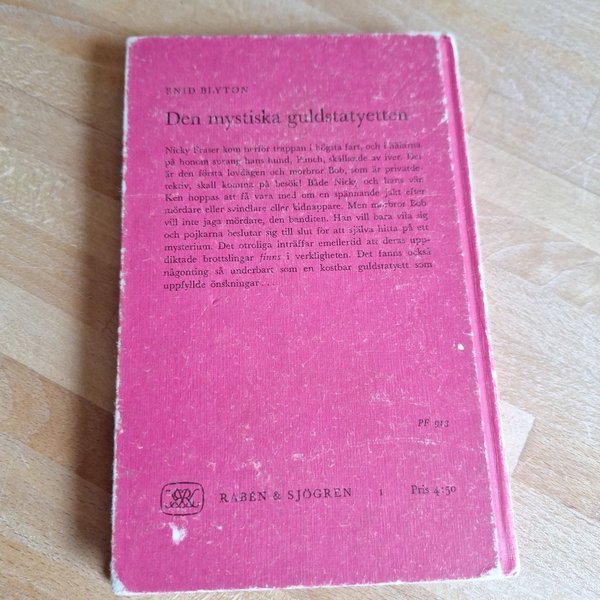 ENID BLYTON
Den mystiska guldstatyetten
Nicky Fraser kom nerför trappan i högsta fart, och i hälarna
på honom sprang hans hund, Punch, skällande av iver. Det
är den första lovdagen och morbror Bob, som är privatde-
tektiv, skall komma på besök! Både Nicky och hans vän
Ken hoppas att få vara med om en spännande jakt efter
mördare eller svindlare eller kidnappare. Men morbror Bob
vill inte jaga mördare, den banditen. Han vill bara vila sig
och pojkarna beslutar sig till slut för att själva hitta på ett
mysterium. Det otroliga inträffar emellertid att deras upp-
diktade brottslingar finns i verkligheten. Det fanns också
någonting så underbart som en kostbar guldstatyett som
uppfyllde önskningar...
PF 913
RABÉN & SJÖGREN 1 Pris 4:50